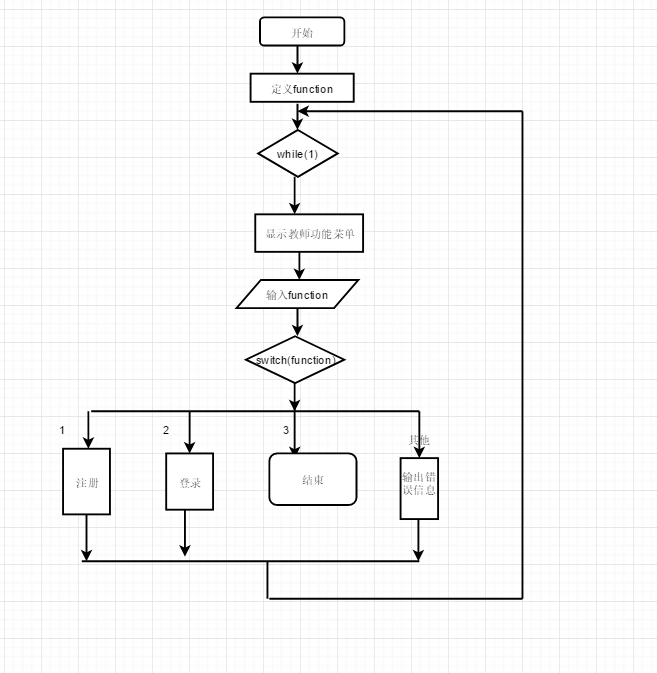 开始
定义function
while(1)
显示教师功能菜单
输入function
switch(function)
1
2
3
其他
注册
登录
结束
输出错
误信息